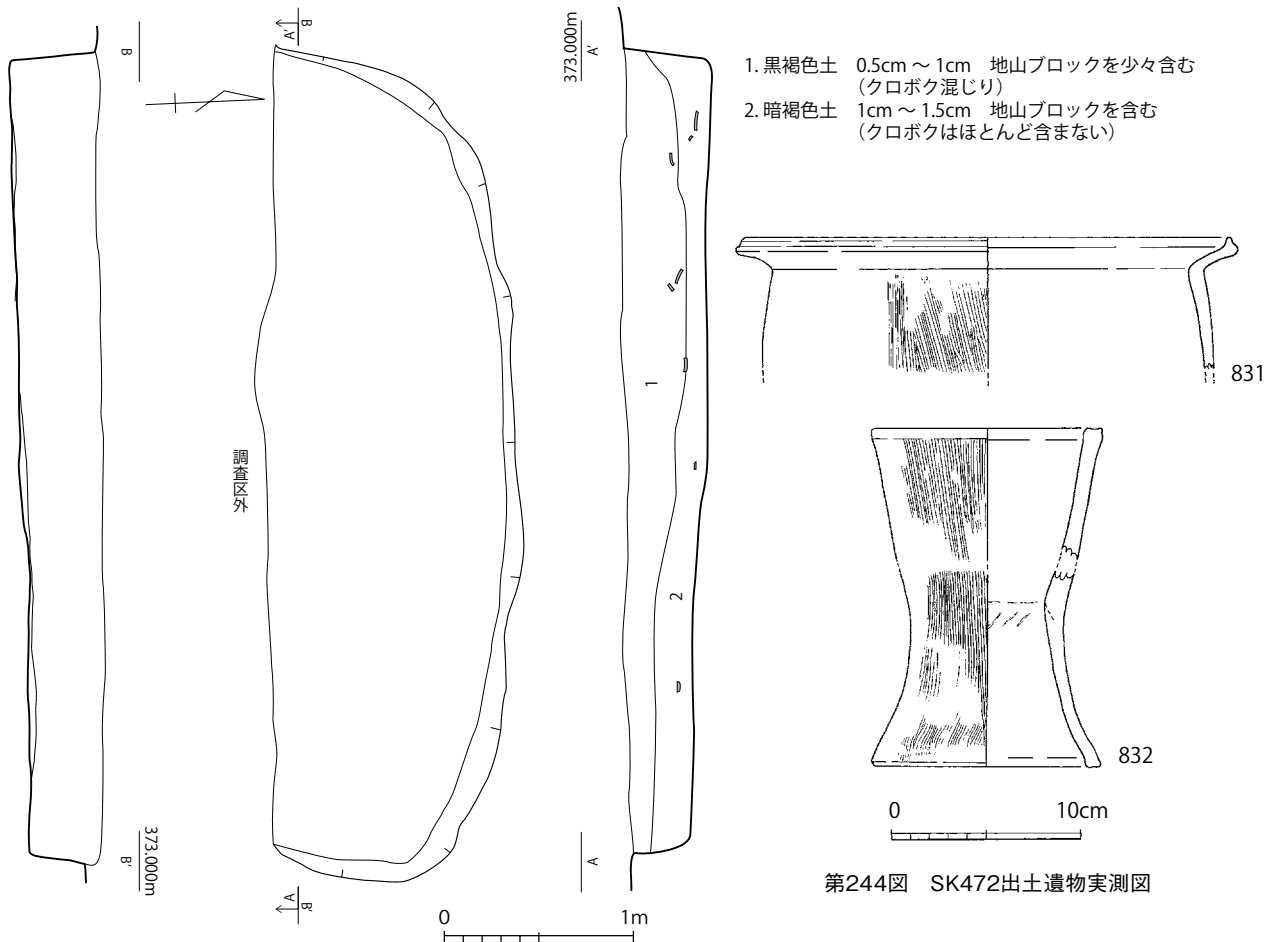 B
B
A'
373.000m
A'
1. 黒褐色土　0.5cm ～ 1cm　地山ブロックを少々含む
（クロボク混じり）
2. 暗褐色土　1cm ～ 1.5cm　地山ブロックを含む
（クロボクはほとんど含まない）
831
1
調査区外
2
832
0 10cm
373.000m
B'
A
B'
A
第244図　SK472出土遺物実測図
0 1m